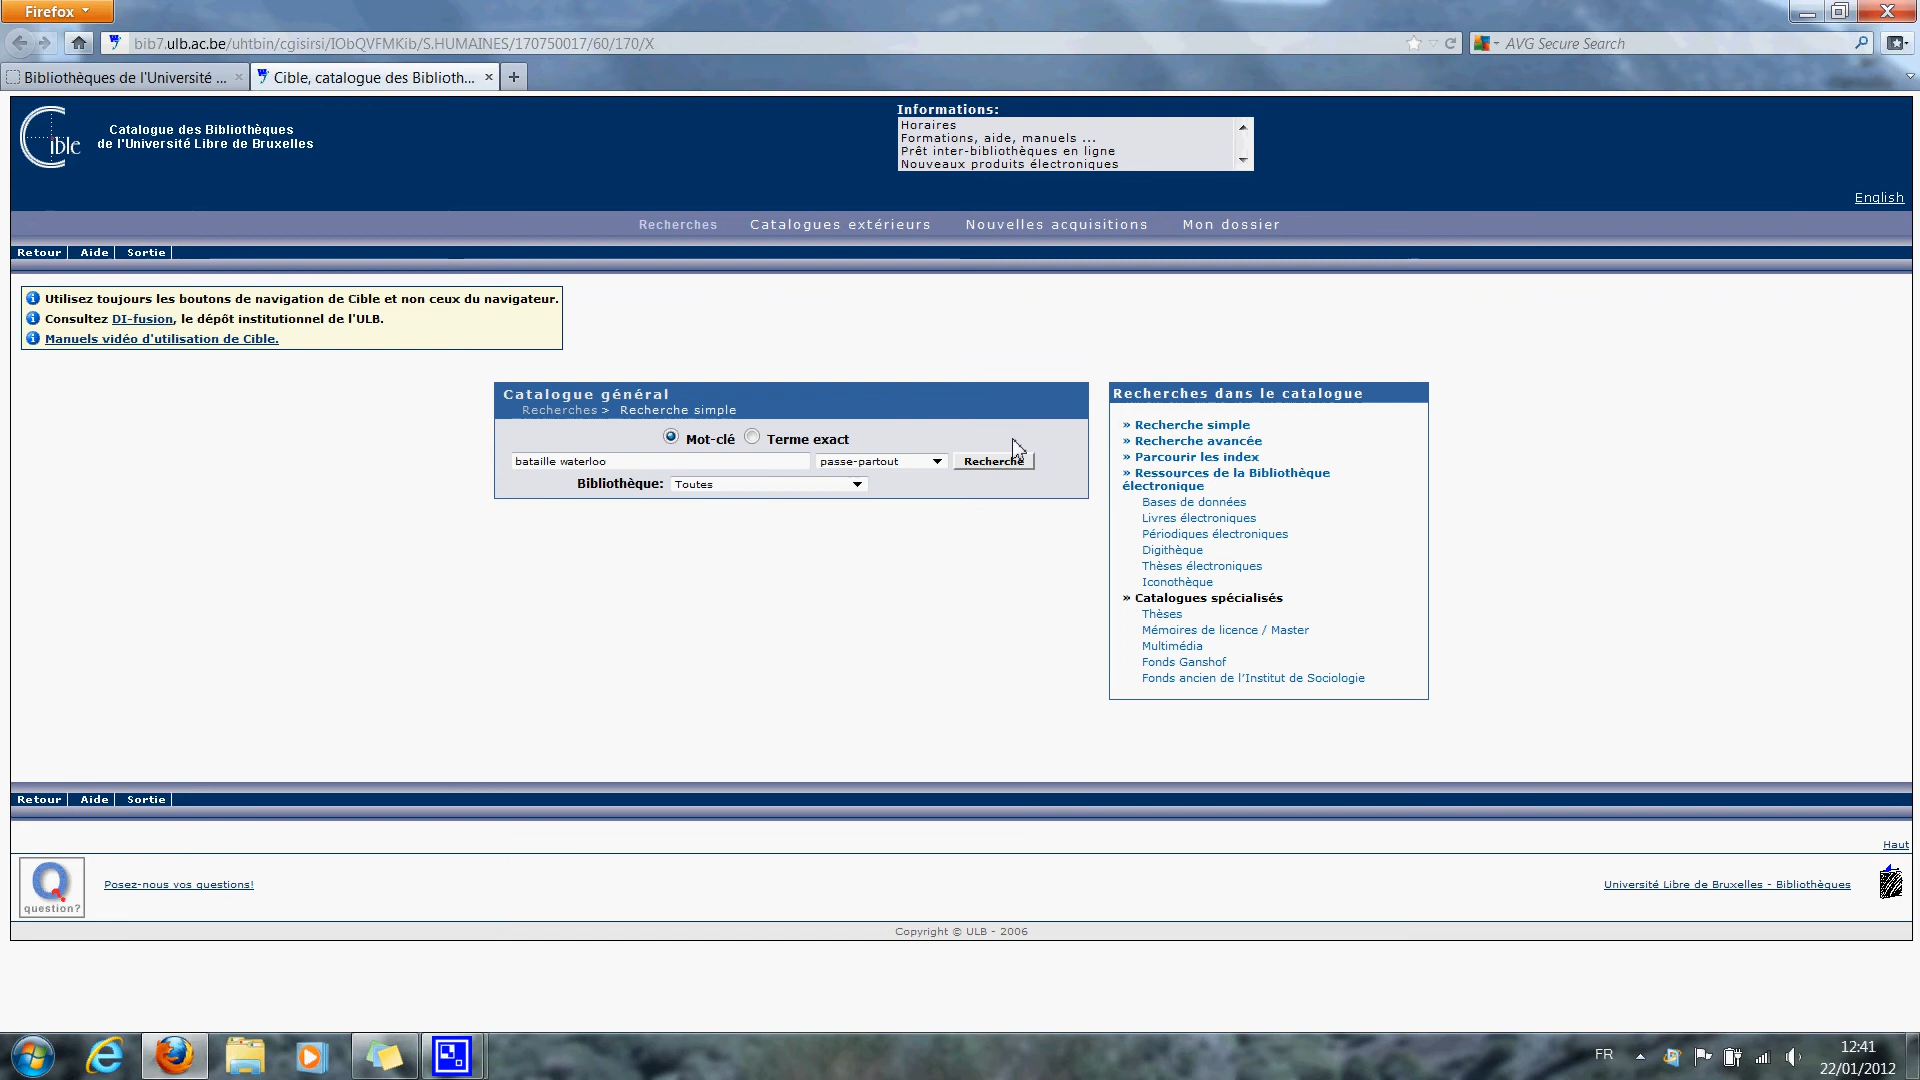 Firefox
bib7.ulb.ac.be/uhtbin/cgisirsi/IObQVFMKib/S.HUMAINES/170750017/60/170/X
AVG Secure Search
Bibliothèques de l'Université ...
Cible, catalogue des Biblioth...
Cible
Catalogue des Bibliothèques
de l'Université Libre de Bruxelles
Informations:
Horaires
Formations, aide, manuels ...
Prêt inter-bibliothèques en ligne
Nouveaux produits électroniques
English
Recherches Catalogues extérieurs Nouvelles acquisitions Mon dossier
Retour Aide Sortie
Utilisez toujours les boutons de navigation de Cible et non ceux du navigateur.
Consultez DI-fusion, le dépôt institutionnel de l'ULB.
Manuels vidéo d'utilisation de Cible.
Catalogue général
Recherches > Recherche simple
Mot-clé Terme exact
bataille waterloo passe-partout Recherche
Bibliothèque: Toutes
Recherches dans le catalogue
» Recherche simple
» Recherche avancée
» Parcourir les index
» Ressources de la Bibliothèque
électronique
Bases de données
Livres électroniques
Périodiques électroniques
Digithèque
Thèses électroniques
Iconothèque
» Catalogues spécialisés
Thèses
Mémoires de licence / Master
Multimédia
Fonds Ganshof
Fonds ancien de l'Institut de Sociologie
Retour Aide Sortie
Haut
question?
Posez-nous vos questions!
Université Libre de Bruxelles - Bibliothèques
Copyright © ULB - 2006
FR
12:41
22/01/2012